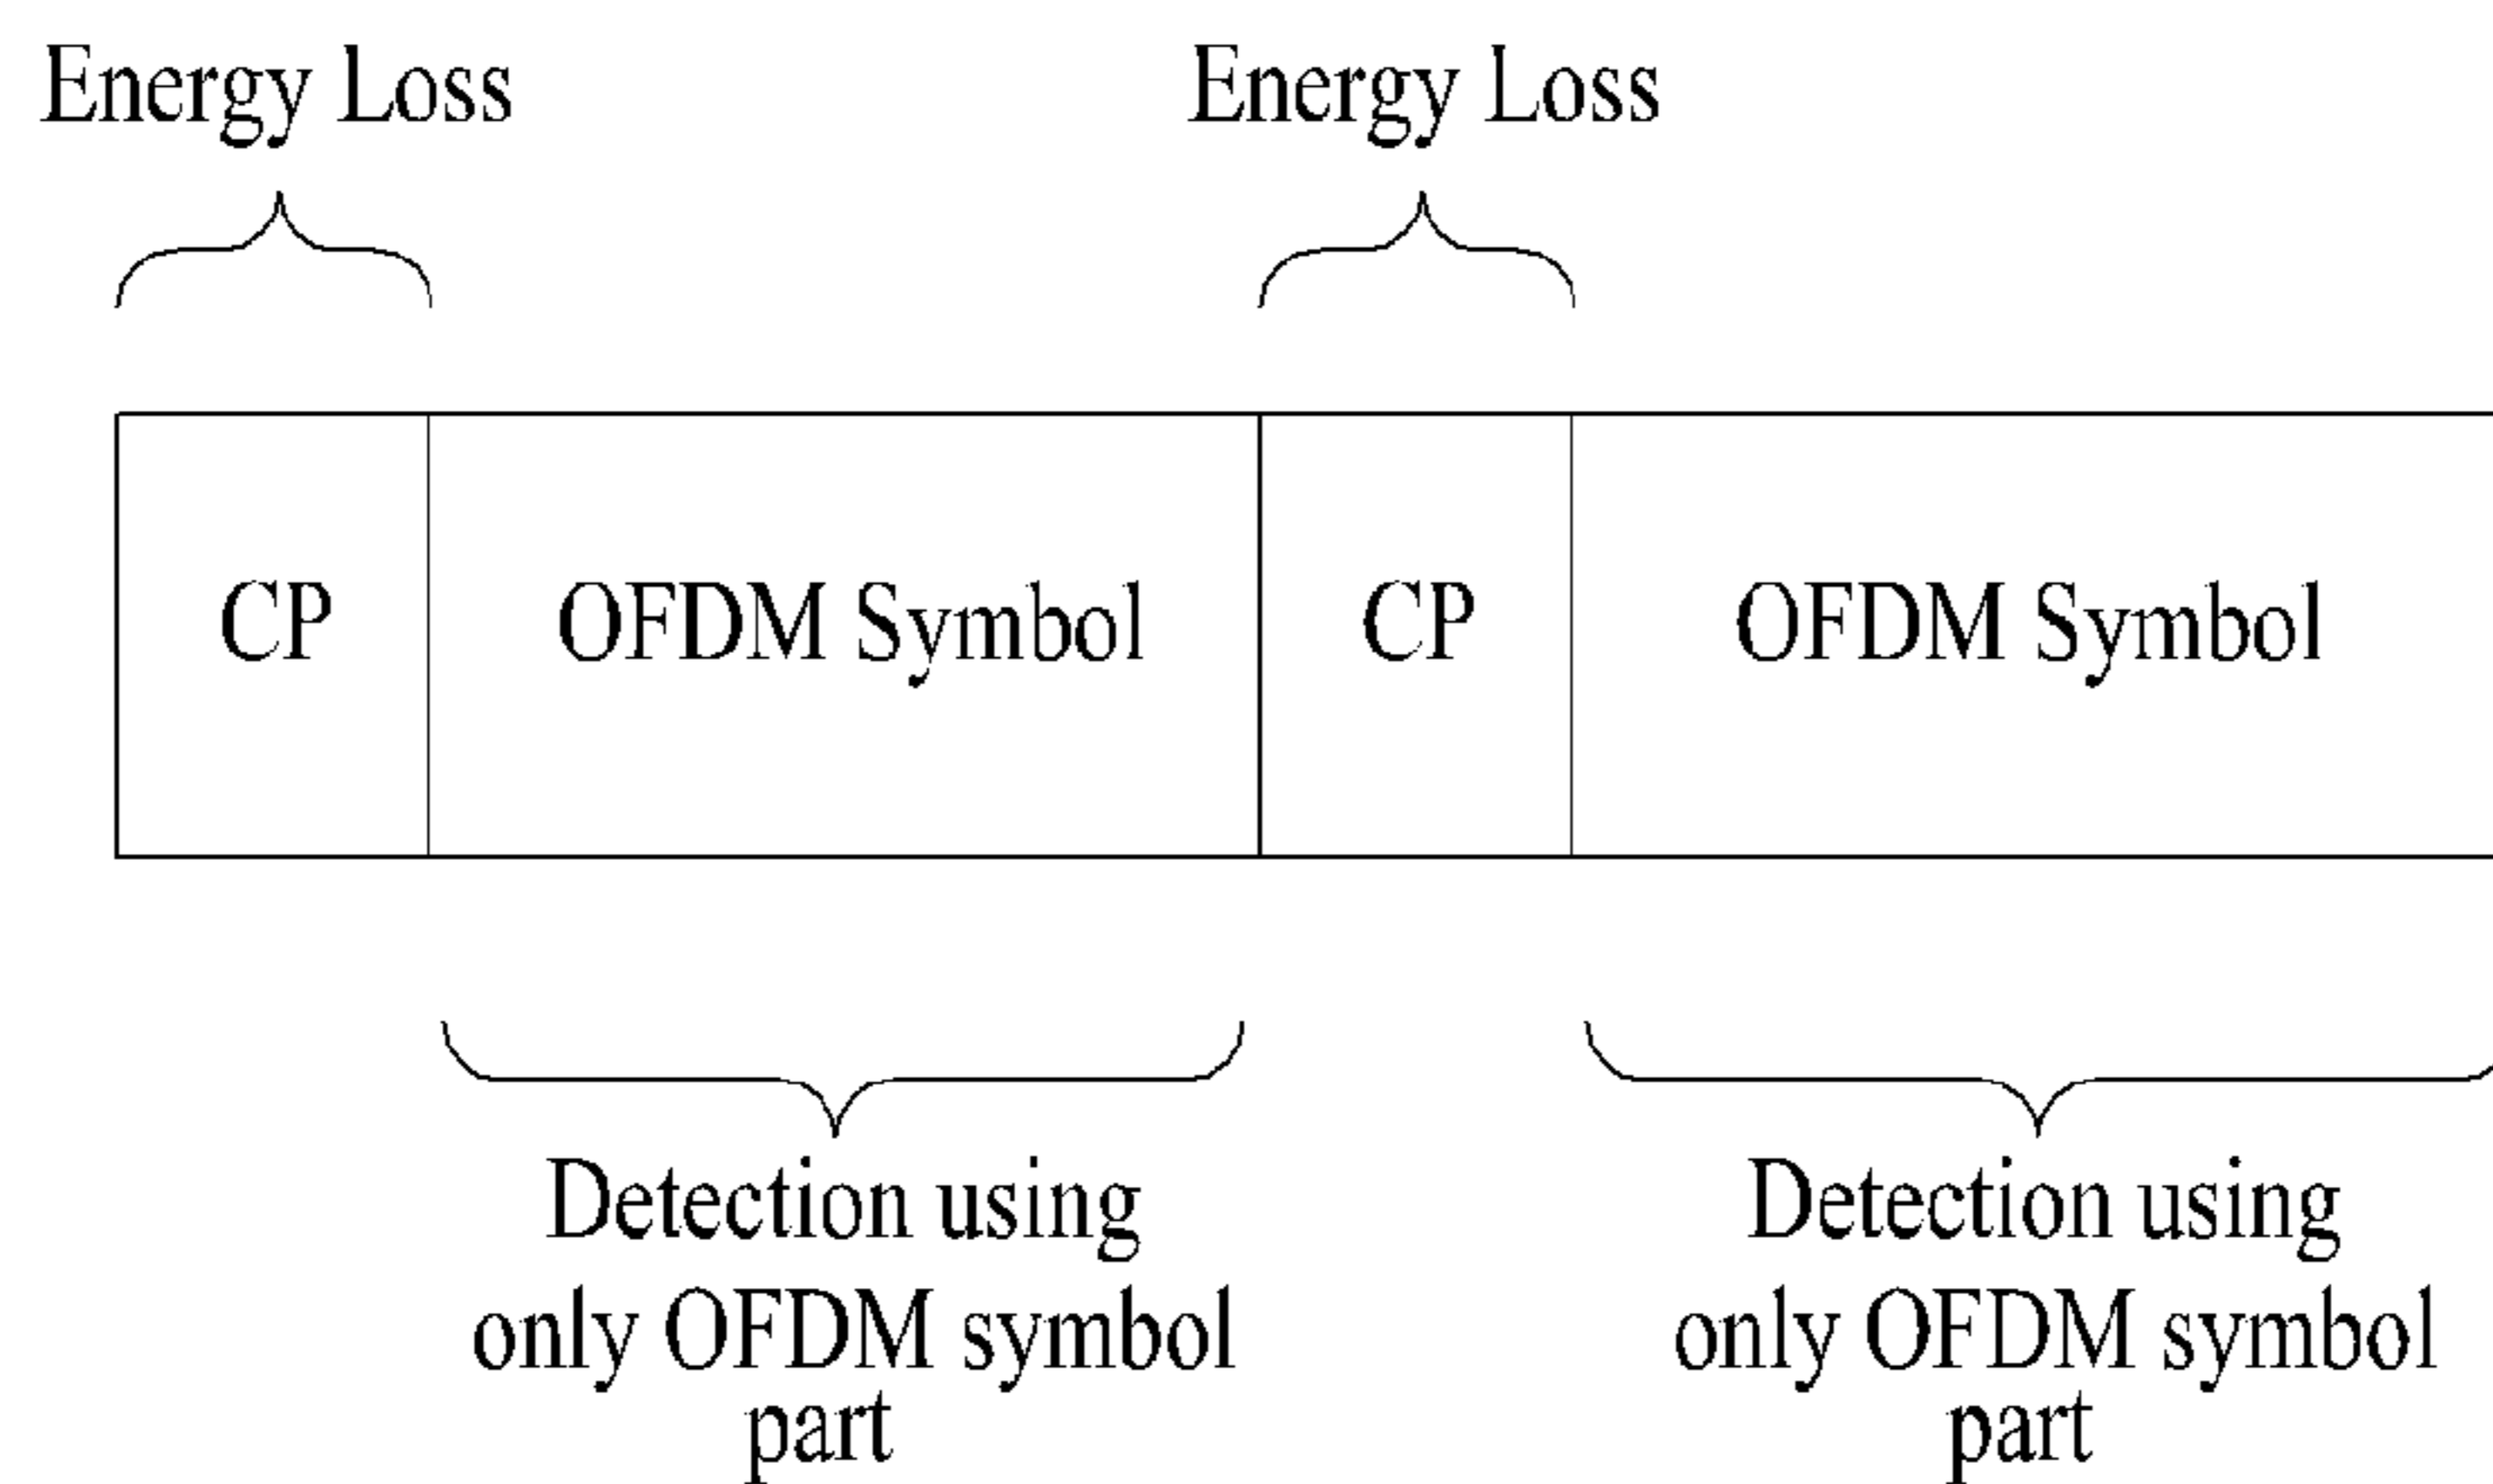 Energy Loss Energy Loss
CP OFDM Symbol CP OFDM Symbol
Detection using Detection using
only OFDM symbol only OFDM symbol
part part